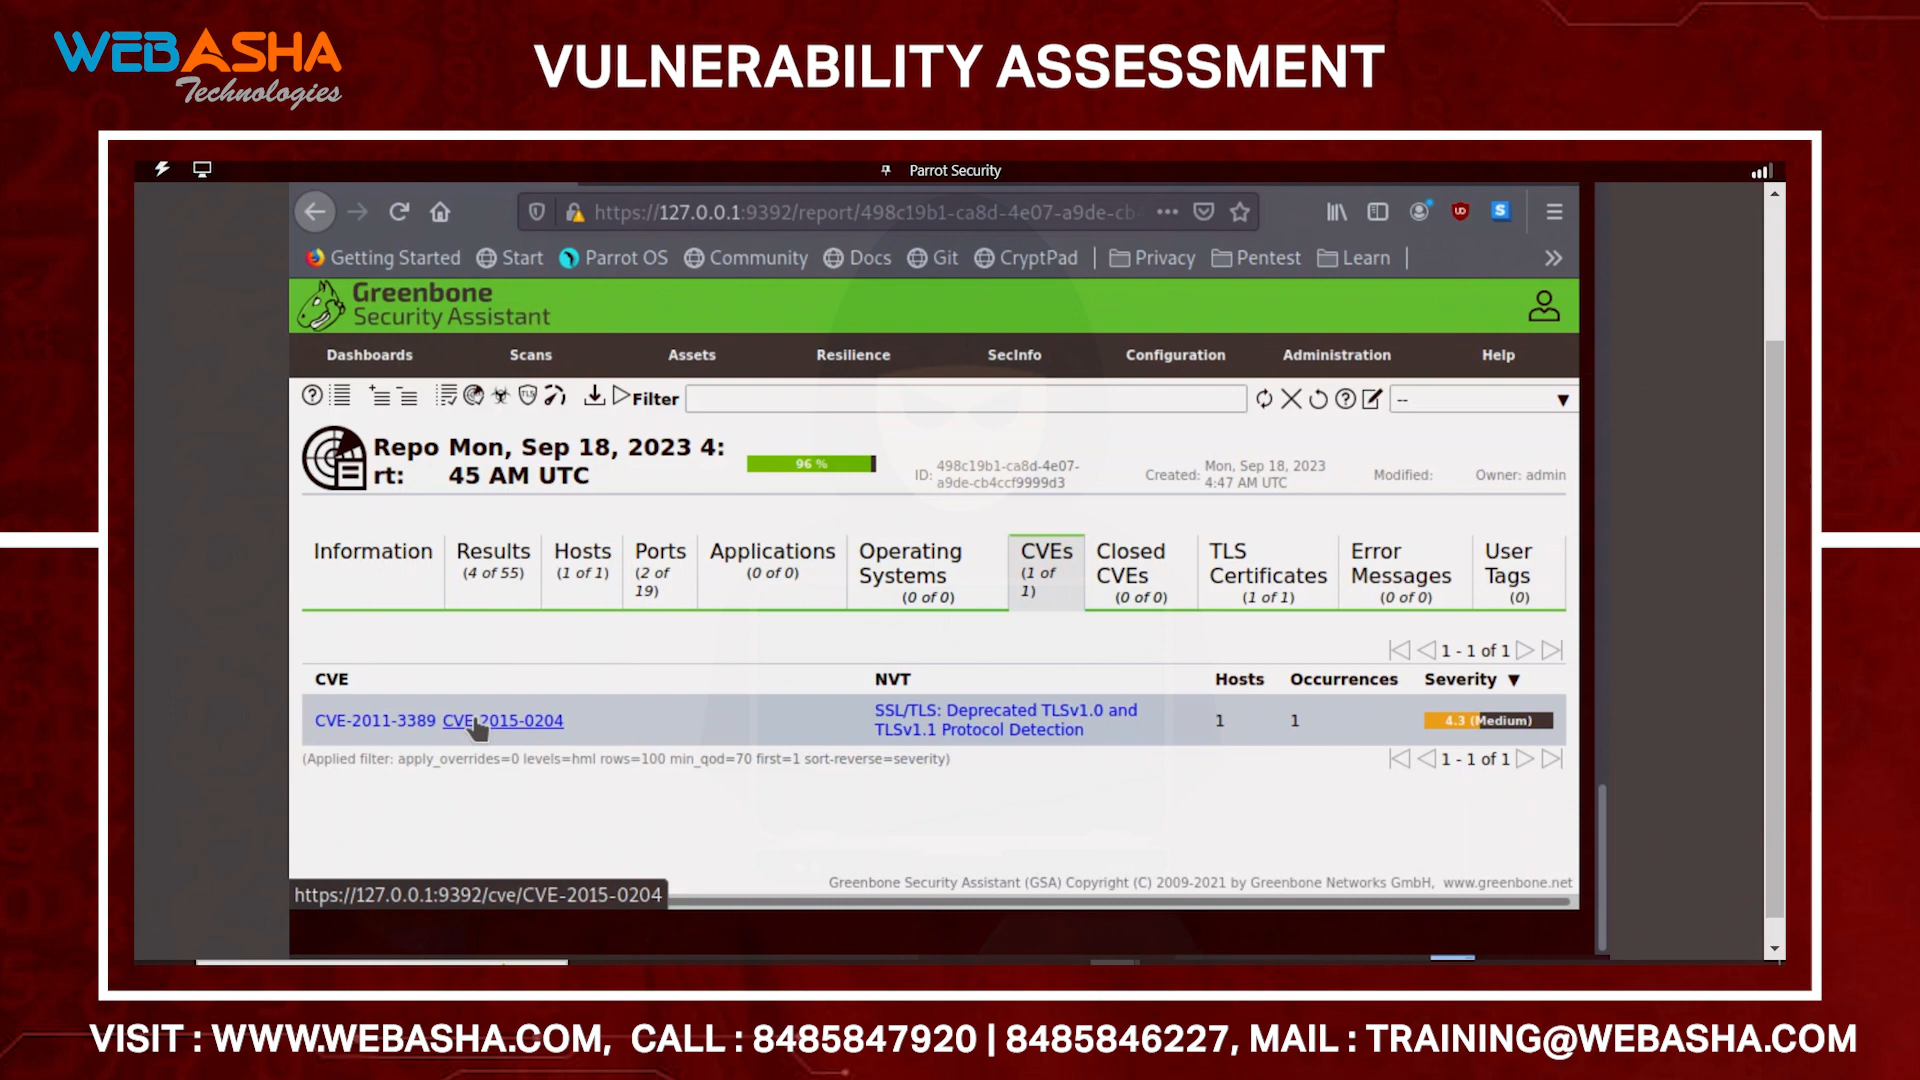 WEBASHA
Technologies
VULNERABILITY ASSESSMENT
Parrot Security
https://127.0.0.1:9392/report/498c19b1-ca8d-4e07-a9de-cb
Getting Started Start Parrot OS Community Docs Git CryptPad Privacy Pentest Learn
Greenbone
Security Assistant
Dashboards Scans Assets Resilience SecInfo Configuration Administration Help
Filter --
Repo Mon, Sep 18, 2023 4:
rt: 45 AM UTC
96 %
ID: 498c19b1-ca8d-4e07-
a9de-cb4ccf9999d3
Created: Mon, Sep 18, 2023
4:47 AM UTC
Modified:
Owner: admin
Information
Results
(4 of 55)
Hosts
(1 of 1)
Ports
(2 of
19)
Applications
(0 of 0)
Operating
Systems
(0 of 0)
CVEs
(1 of
1)
Closed
CVEs
(0 of 0)
TLS
Certificates
(1 of 1)
Error
Messages
(0 of 0)
User
Tags
(0)
1 - 1 of 1
CVE NVT Hosts Occurrences Severity ▼
CVE-2011-3389 CVE-2015-0204
SSL/TLS: Deprecated TLSv1.0 and
TLSv1.1 Protocol Detection
1 1 4.3 (Medium)
(Applied filter: apply_overrides=0 levels=hml rows=100 min_qod=70 first=1 sort-reverse=severity)
1 - 1 of 1
Greenbone Security Assistant (GSA) Copyright (C) 2009-2021 by Greenbone Networks GmbH, www.greenbone.net
https://127.0.0.1:9392/cve/CVE-2015-0204
VISIT : WWW.WEBASHA.COM, CALL : 8485847920 | 8485846227, MAIL : TRAINING@WEBASHA.COM